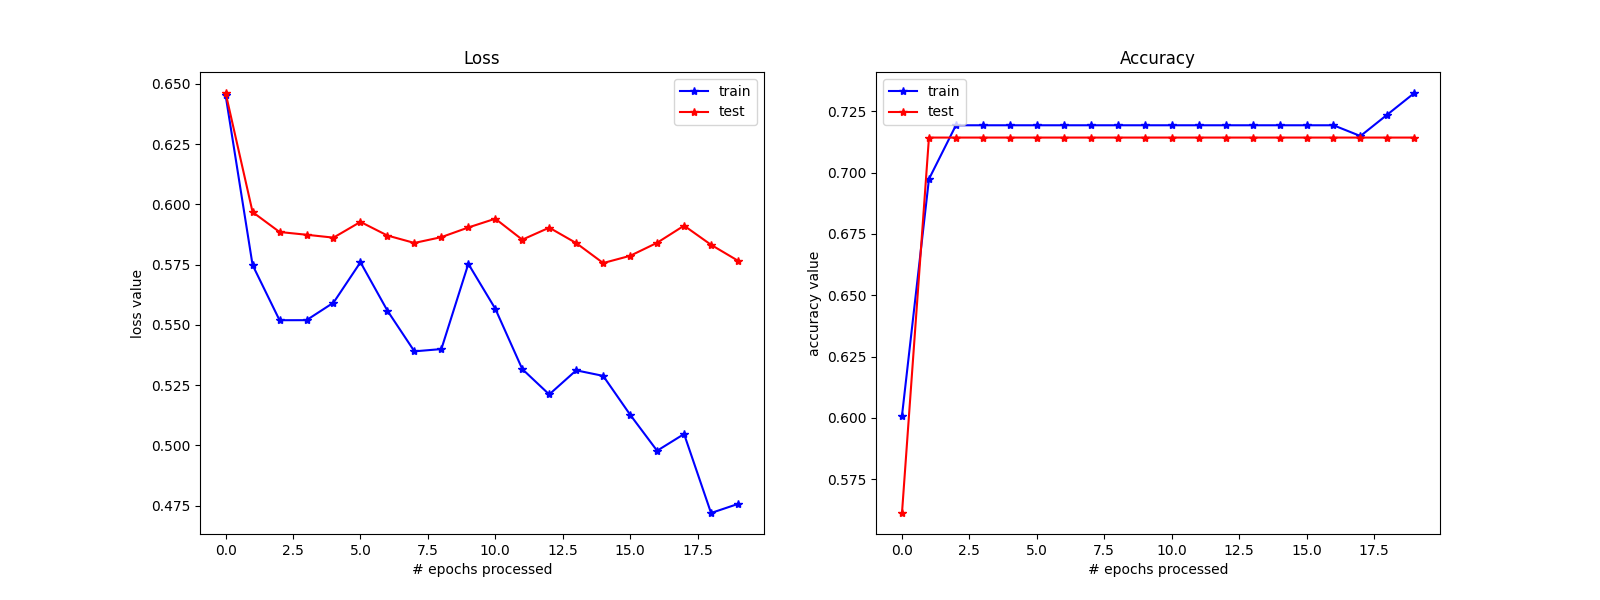 Loss
train
test
0.650
0.625
0.600
0.575
0.550
0.525
0.500
0.475
loss value
0.0 2.5 5.0 7.5 10.0 12.5 15.0 17.5
# epochs processed
Accuracy
train
test
0.725
0.700
0.675
0.650
0.625
0.600
0.575
accuracy value
0.0 2.5 5.0 7.5 10.0 12.5 15.0 17.5
# epochs processed